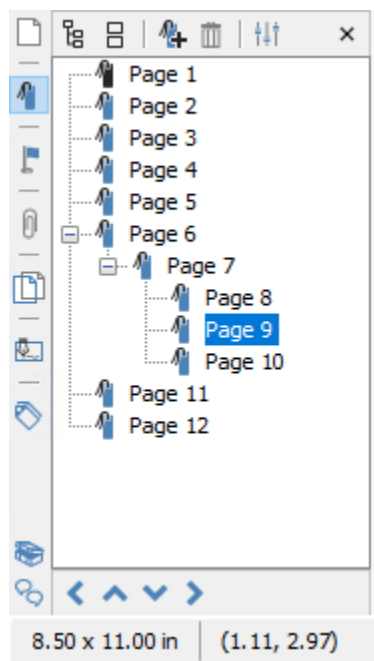 Page 1
Page 2
Page 3
Page 4
Page 5
Page 6
Page 7
Page 8
Page 9
Page 10
Page 11
Page 12
8.50 x 11.00 in (1.11, 2.97)